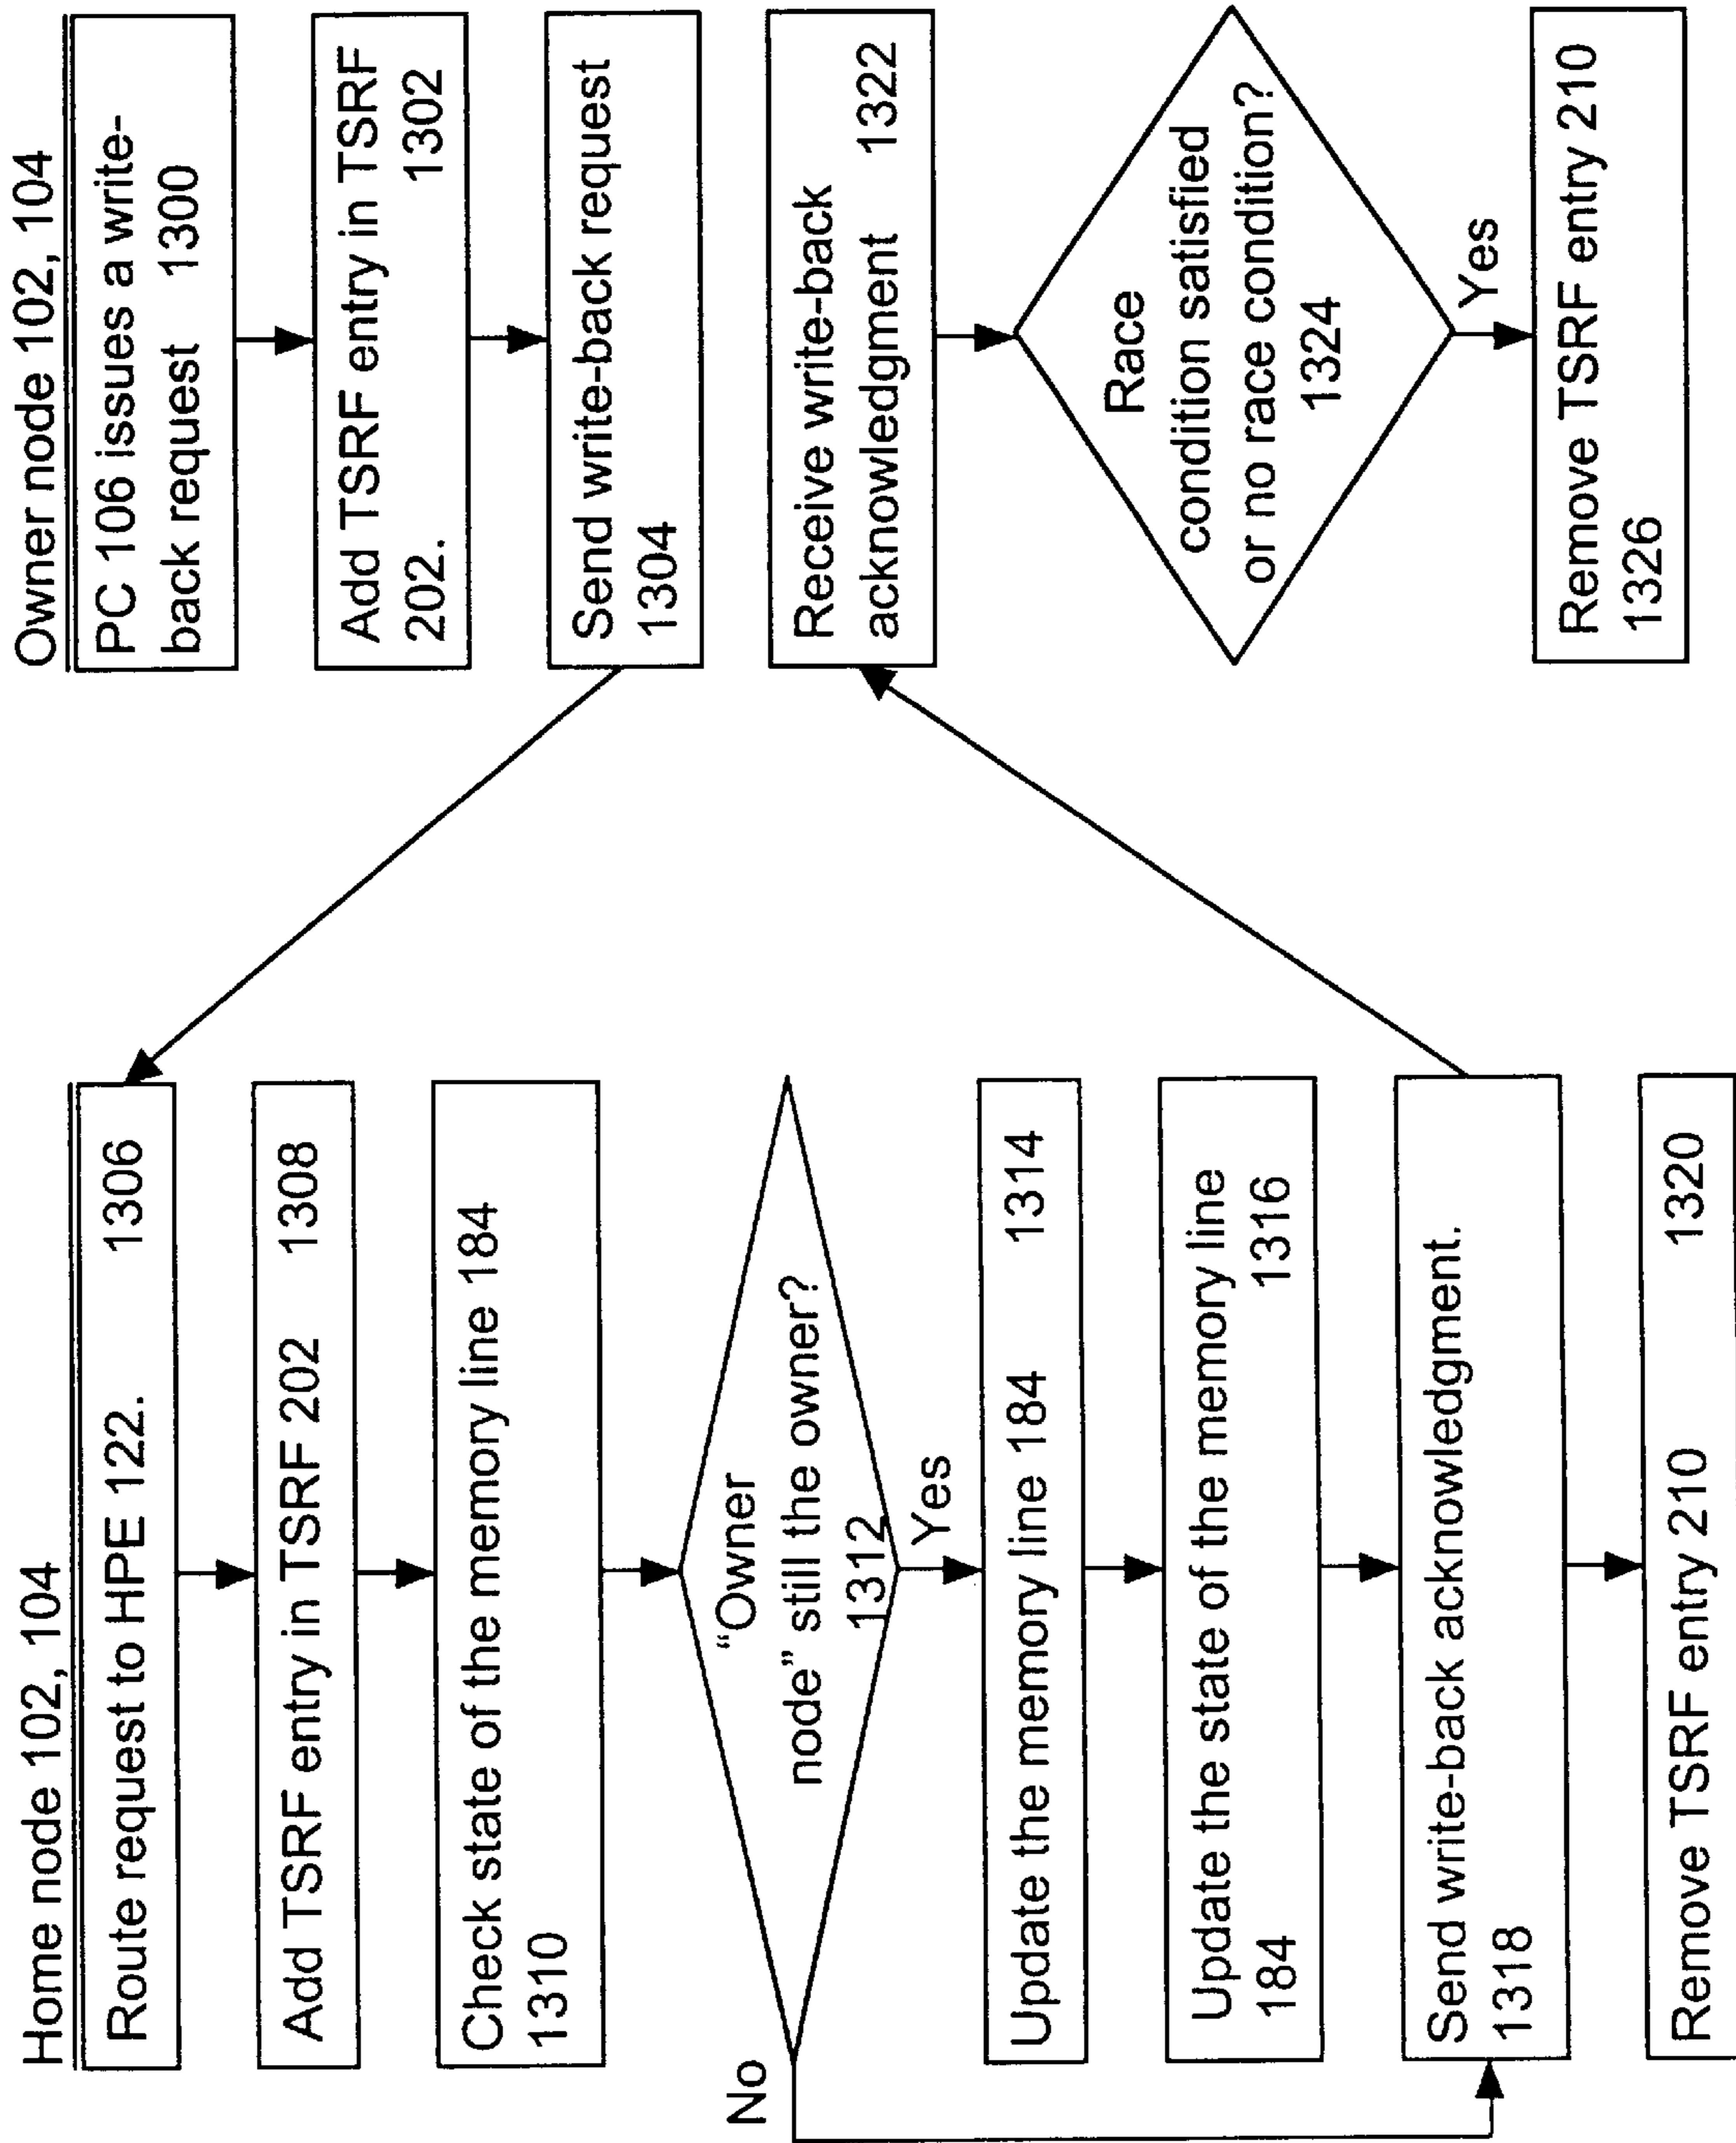 Home node 102, 104
Route request to HPE 122. 1306
Add TSRF entry in TSRF 202 1308
Check state of the memory line 184
1310
“Owner
node” still the owner?
1312
No
Yes
Update the memory line 184 1314
Update the state of the memory line
184 1316
Send write-back acknowledgment.
1318
Remove TSRF entry 210 1320
Owner node 102, 104
PC 106 issues a write-
back request 1300
Add TSRF entry in TSRF
202. 1302
Send write-back request
1304
Receive write-back
acknowledgment 1322
Race
condition satisfied
or no race condition?
1324
Yes
Remove TSRF entry 210
1326